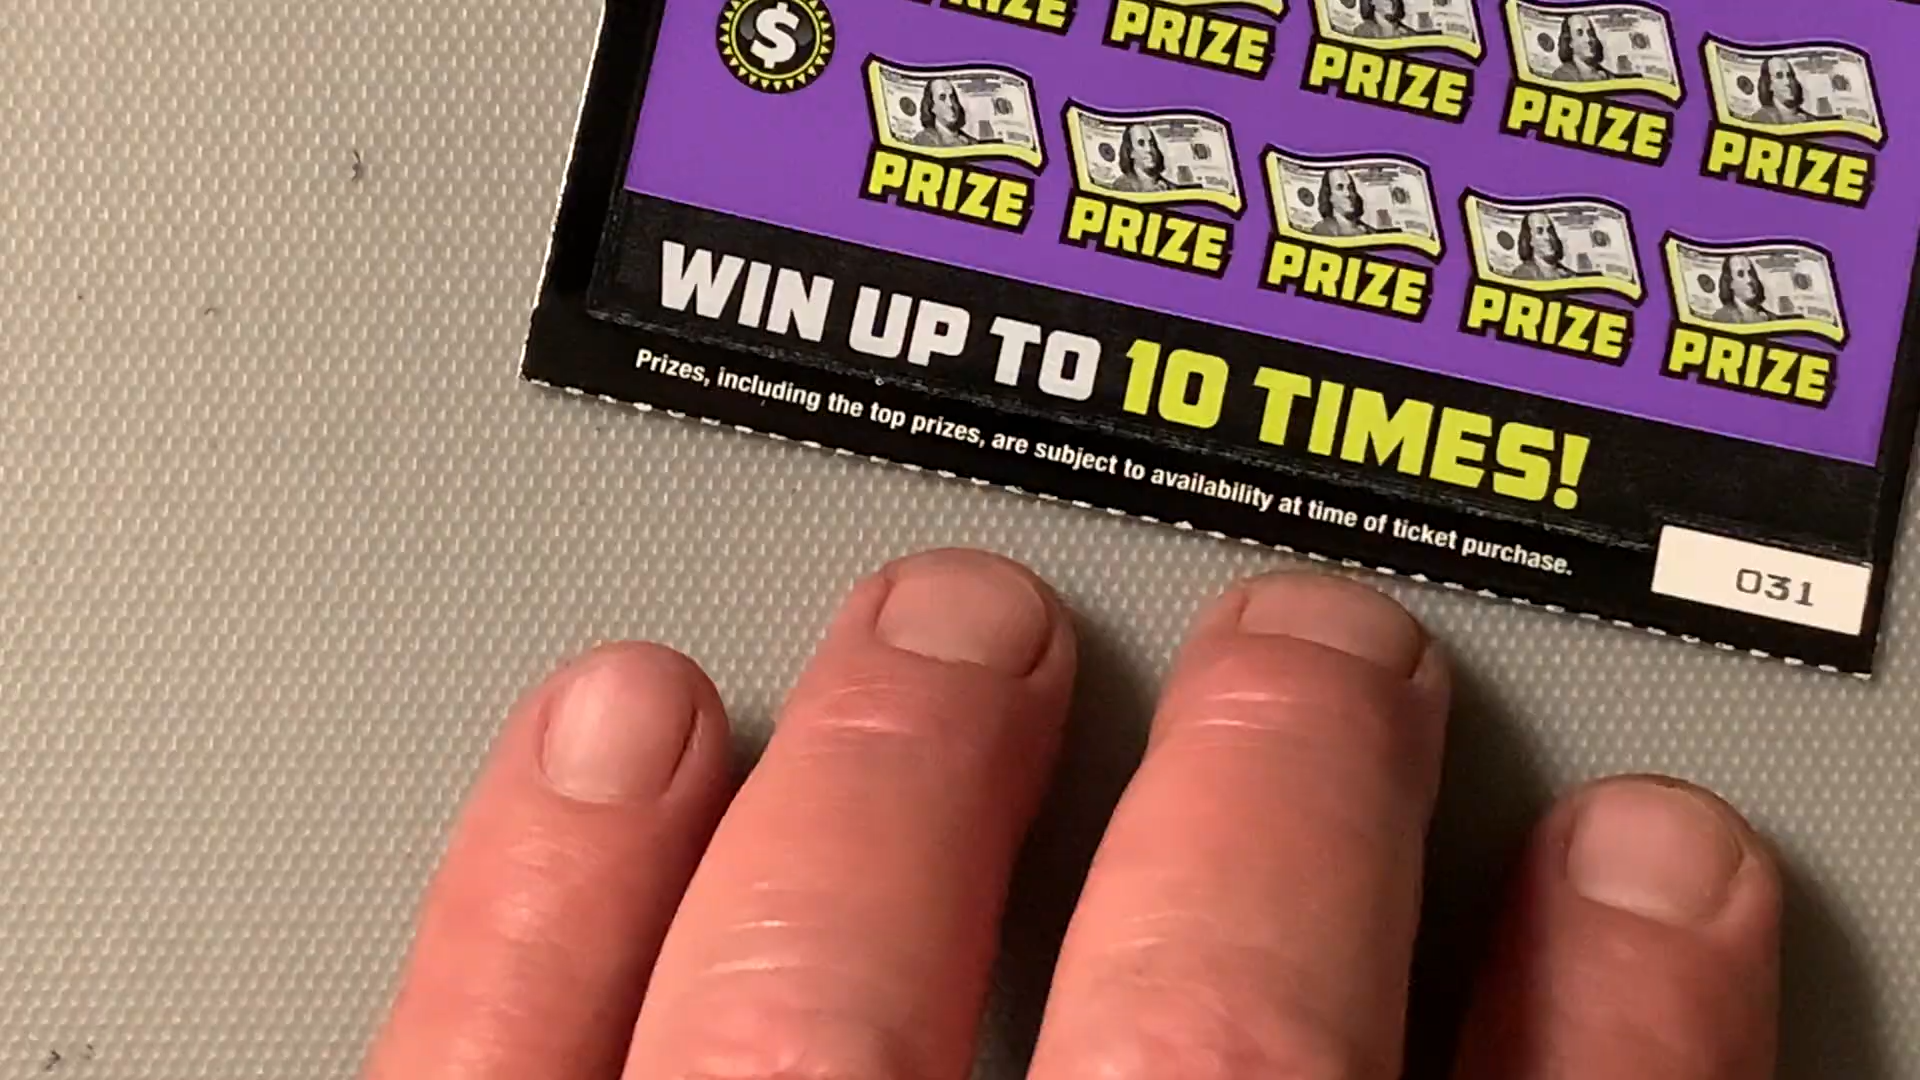 $
PRIZE PRIZE PRIZE PRIZE PRIZE
PRIZE PRIZE PRIZE PRIZE PRIZE
WIN UP TO 10 TIMES!
Prizes, including the top prizes, are subject to availability at time of ticket purchase.
031